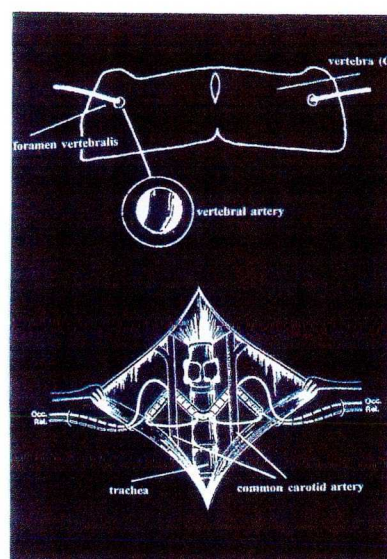 vertebra (C
foramen vertebralis
vertebral artery
Occ.
Rel.
Occ.
Rel.
trachea
common carotid artery